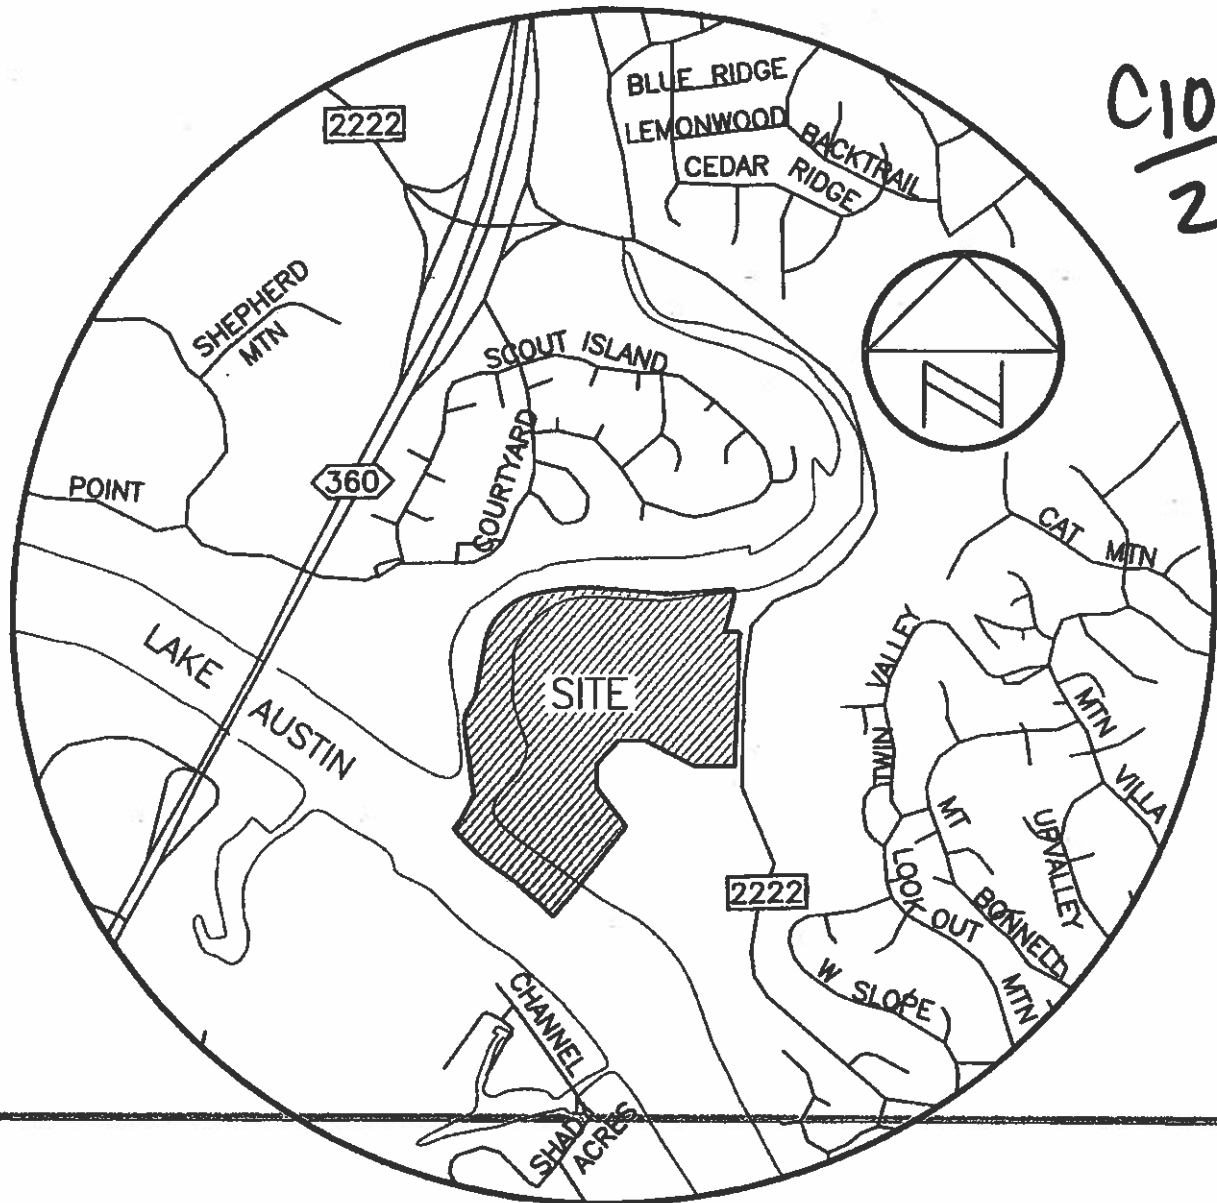 C10
2
2222
BLUE RIDGE
LEMONWOOD
BACKTRAIL
CEDAR RIDGE
SHEPHERD
MTN
SCOUT ISLAND
N
360
COURTYARD
POINT
CAT MTN
LAKE
AUSTIN
SITE
TWIN VALLEY
MTN
VILLA
MT
BONNELL
UPVALLEY
2222
LOOK OUT
MTN
W SLOPE
CHANNEL
SHADY
ACRES